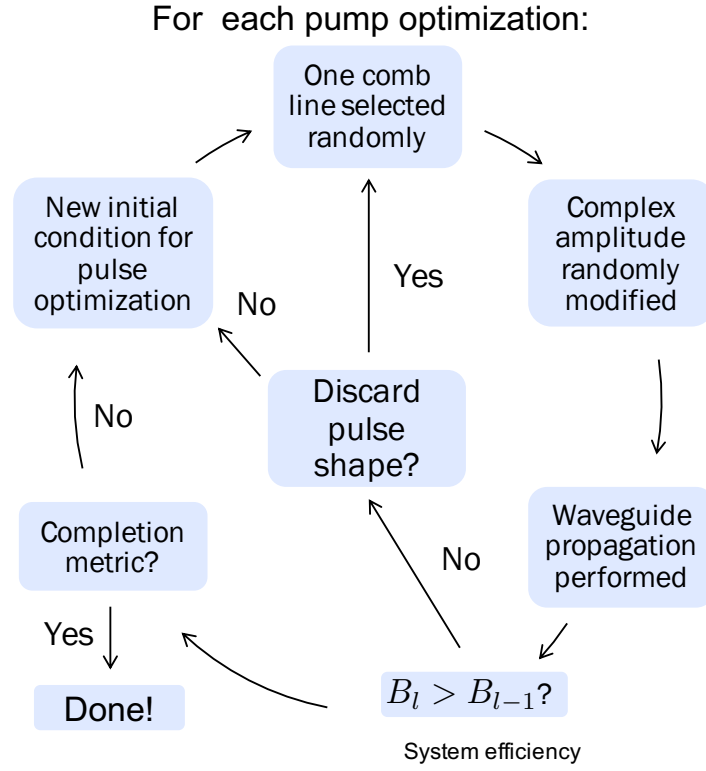 For each pump optimization:
One comb
line selected
randomly
New initial
condition for
pulse
optimization
Complex
amplitude
randomly
modified
Yes
No
Discard
pulse
shape?
No
Completion
metric?
Waveguide
propagation
performed
No
Yes
Done!
B_l > B_{l-1}?
System efficiency